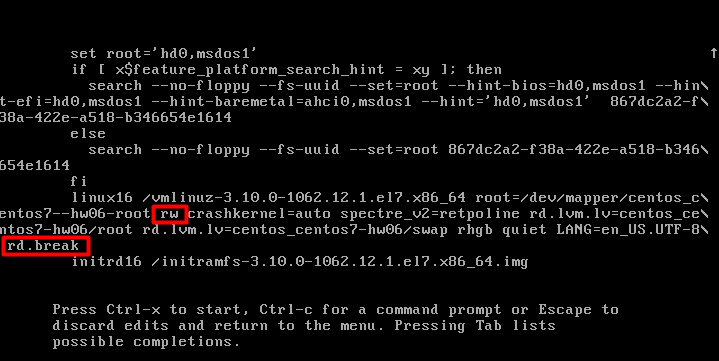 set root='hd0,msdos1'
if [ x$feature_platform_search_hint = xy ]; then
search --no-floppy --fs-uuid --set=root --hint-bios=hd0,msdos1 --hin\
t-efi=hd0,msdos1 --hint-baremetal=ahci0,msdos1 --hint='hd0,msdos1'  867dc2a2-f\
38a-422e-a518-b346654e1614
else
search --no-floppy --fs-uuid --set=root 867dc2a2-f38a-422e-a518-b346\
654e1614
fi
linux16 /vmlinuz-3.10.0-1062.12.1.el7.x86_64 root=/dev/mapper/centos_c\
entos7--hw06-root rw crashkernel=auto spectre_v2=retpoline rd.lvm.lv=centos_ce\
ntos7-hw06/root rd.lvm.lv=centos_centos7-hw06/swap rhgb quiet LANG=en_US.UTF-8\
rd.break
initrd16 /initramfs-3.10.0-1062.12.1.el7.x86_64.img
Press Ctrl-x to start, Ctrl-c for a command prompt or Escape to
discard edits and return to the menu. Pressing Tab lists
possible completions.